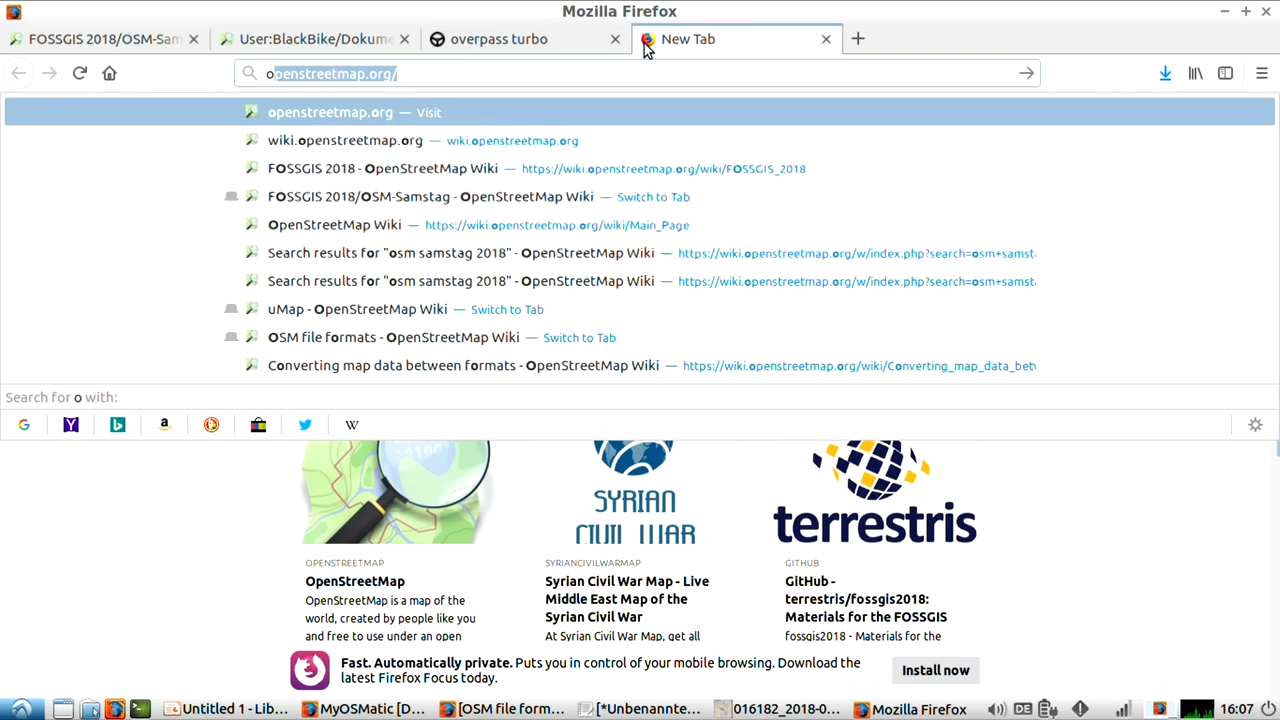 Mozilla Firefox
FOSSGIS 2018/OSM-Sam
User:BlackBike/Dokume
overpass turbo
New Tab
openstreetmap.org/
openstreetmap.org — Visit
wiki.openstreetmap.org — wiki.openstreetmap.org
FOSSGIS 2018 - OpenStreetMap Wiki — https://wiki.openstreetmap.org/wiki/FOSSGIS_2018
FOSSGIS 2018/OSM-Samstag - OpenStreetMap Wiki — Switch to Tab
OpenStreetMap Wiki — https://wiki.openstreetmap.org/wiki/Main_Page
Search results for "osm samstag 2018" - OpenStreetMap Wiki — https://wiki.openstreetmap.org/w/index.php?search=osm+samst
Search results for "osm samstag 2018" - OpenStreetMap Wiki — https://wiki.openstreetmap.org/w/index.php?search=osm+samst
uMap - OpenStreetMap Wiki — Switch to Tab
OSM file formats - OpenStreetMap Wiki — Switch to Tab
Converting map data between formats - OpenStreetMap Wiki — https://wiki.openstreetmap.org/wiki/Converting_map_data_bet
Search for o with:
SYRIAN
CIVIL WAR
terrestris
OPENSTREETMAP
OpenStreetMap
OpenStreetMap is a map of the
world, created by people like you
and free to use under an open
SYRIANCIVILWARMAP
Syrian Civil War Map - Live
Middle East Map of the
Syrian Civil War
At Syrian Civil War Map, get all
GITHUB
GitHub -
terrestris/fossgis2018:
Materials for the FOSSGIS
fossgis2018 - Materials for the
Fast. Automatically private. Puts you in control of your mobile browsing. Download the
latest Firefox Focus today.
Install now
Untitled 1 - Lib...
MyOSMatic [D...
[OSM file form...
[*Unbenannte...
016182_2018-0...
Mozilla Firefox
DE
16:07